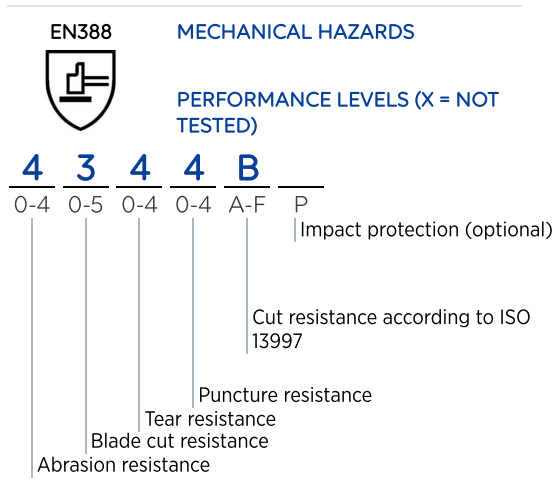 EN388
MECHANICAL HAZARDS
PERFORMANCE LEVELS (X = NOT
TESTED)
4 3 4 4 B
0-4 0-5 0-4 0-4 A-F P
Impact protection (optional)
Cut resistance according to ISO
13997
Puncture resistance
Tear resistance
Blade cut resistance
Abrasion resistance